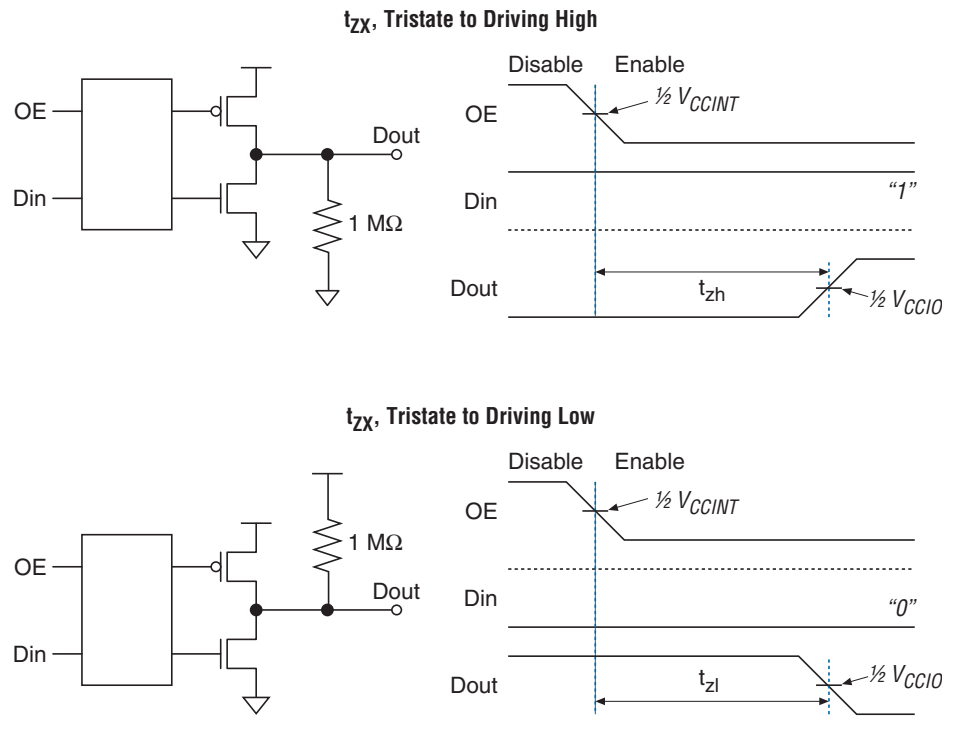 tZX, Tristate to Driving High
Disable Enable
OE
½ VCCINT
OE
Dout
Din
1 MΩ
Din
“1”
Dout
tzh
½ VCCIO
tZX, Tristate to Driving Low
Disable Enable
OE
½ VCCINT
1 MΩ
OE
Dout
Din
“0”
Din
Dout
tzl
½ VCCIO